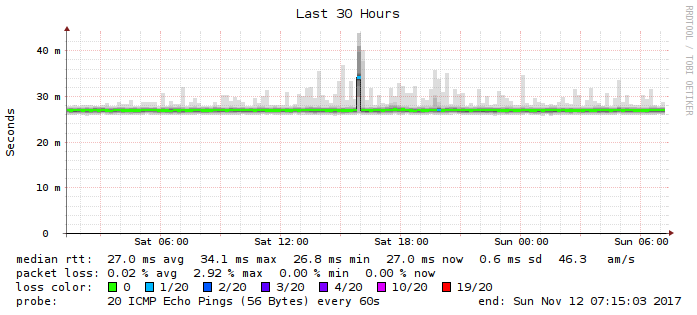 Last 30 Hours
RRDTOOL / TOBI OETIKER
Seconds
40 m
30 m
20 m
10 m
0
Sat 06:00 Sat 12:00 Sat 18:00 Sun 00:00 Sun 06:00
median rtt: 27.0 ms avg 34.1 ms max 26.8 ms min 27.0 ms now 0.6 ms sd 46.3 am/s
packet loss: 0.02 % avg 2.92 % max 0.00 % min 0.00 % now
loss color: 0 1/20 2/20 3/20 4/20 10/20 19/20
probe: 20 ICMP Echo Pings (56 Bytes) every 60s end: Sun Nov 12 07:15:03 2017